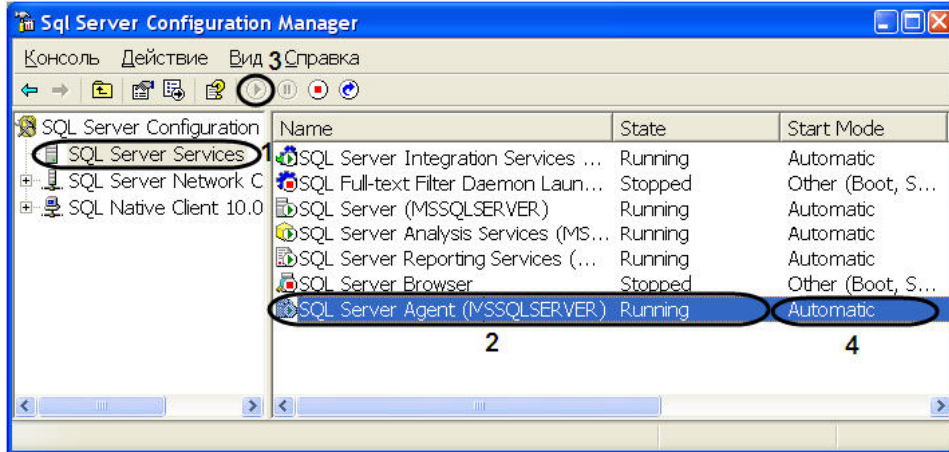 Sql Server Configuration Manager
Консоль Действие Вид 3 Справка
SQL Server Configuration
SQL Server Services 1
SQL Server Network C
SQL Native Client 10.0
Name State Start Mode
SQL Server Integration Services ... Running Automatic
SQL Full-text Filter Daemon Laun... Stopped Other (Boot, S...
SQL Server (MSSQLSERVER) Running Automatic
SQL Server Analysis Services (MS... Running Automatic
SQL Server Reporting Services (... Running Automatic
SQL Server Browser Stopped Other (Boot, S...
SQL Server Agent (MSSQLSERVER) Running Automatic
2 4